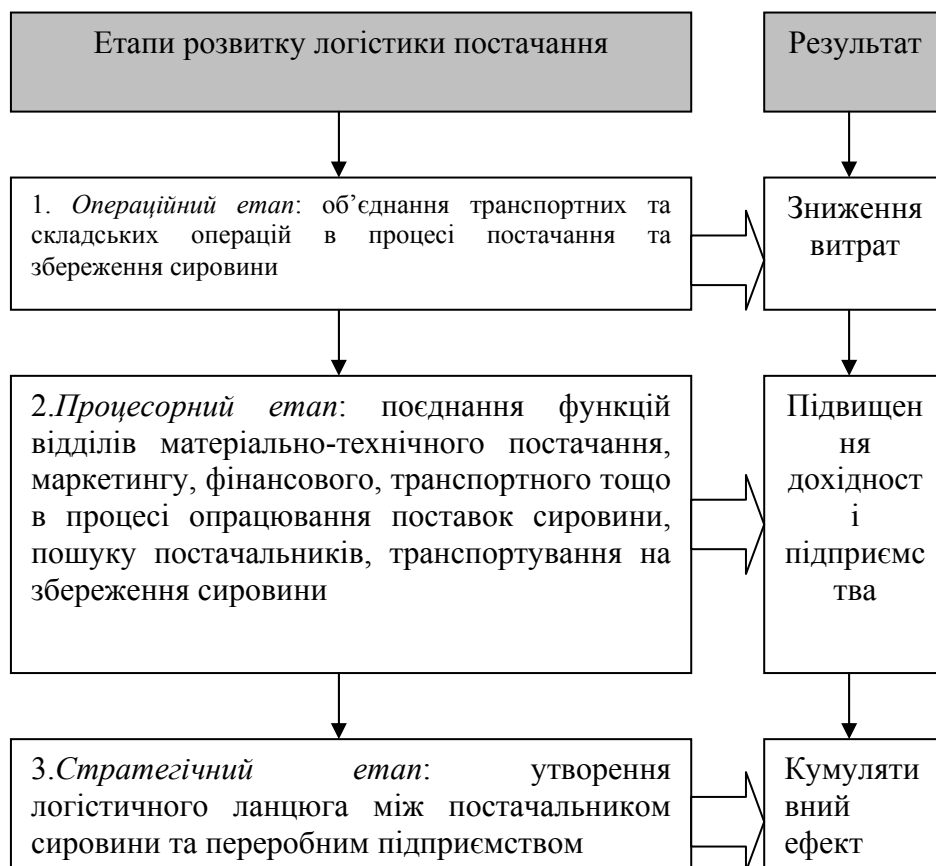 Етапи розвитку логістики постачання
Результат
1. Операційний етап: об’єднання транспортних та
складських операцій в процесі постачання та
збереження сировини
Зниження
витрат
2.Процесорний етап: поєднання функцій
відділів матеріально-технічного постачання,
маркетингу, фінансового, транспортного тощо
в процесі опрацювання поставок сировини,
пошуку постачальників, транспортування на
збереження сировини
Підвищен
ня
дохідност
і
підприємс
тва
3.Стратегічний етап: утворення
логістичного ланцюга між постачальником
сировини та переробним підприємством
Кумуляти
вний
ефект